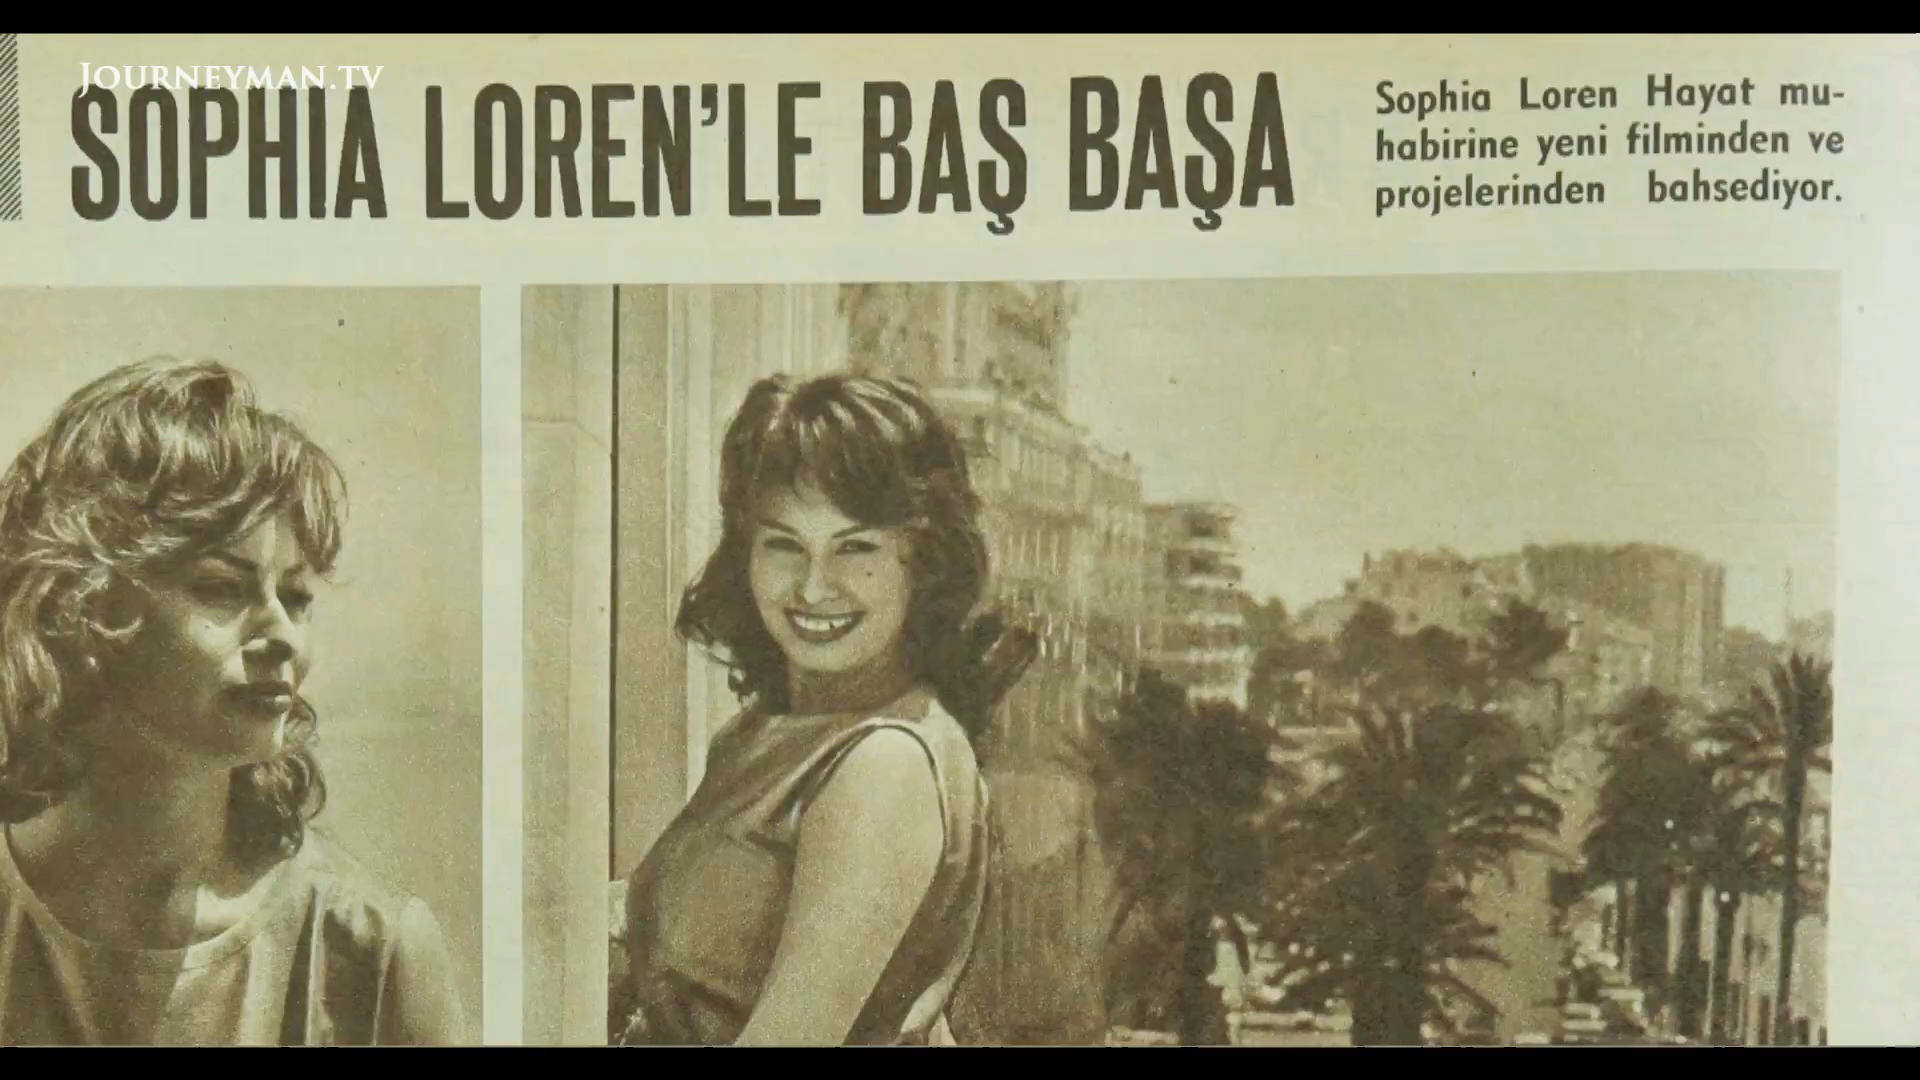 JOURNEYMAN.TV
SOPHIA LOREN'LE BAŞ BAŞA
Sophia Loren Hayat mu-
habirine yeni filminden ve
projelerinden bahsediyor.